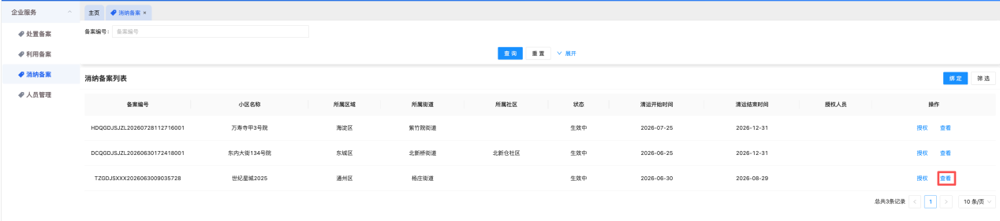 企业服务
主页 消纳备案 ×
处置备案
利用备案
消纳备案
人员管理
备案编号: 备案编号
查 询 重 置 展开
消纳备案列表
绑 定 筛 选
备案编号 小区名称 所属区域 所属街道 所属社区 状态 清运开始时间 清运结束时间 授权人员 操作
HDQGDJSJZL20260728112716001 万寿寺甲3号院 海淀区 紫竹院街道 生效中 2026-07-25 2026-12-31 授权 查看
DCQGDJSJZL20260630172418001 东内大街134号院 东城区 北新桥街道 北新仓社区 生效中 2026-06-25 2026-12-31 授权 查看
TZGDJSXXX2026063009035728 世纪星城2025 通州区 杨庄街道 生效中 2026-06-30 2026-08-29 授权 查看
总共3条记录 < 1 > 10 条/页